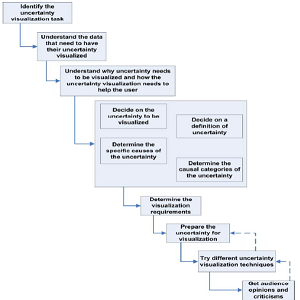 Identify the
uncertainty
visualization task
Understand the data
that need to have
their uncertainty
visualized
Understand why uncertainty needs
to be visualized and how the
uncertainty visualization needs to
help the user
Decide on the
uncertainty to be
visualized
Decide on a
definition of
uncertainty
Determine the
specific causes of
the uncertainty
Determine the
causal categories of
the uncertainty
Determine the
visualization
requirements
Prepare the
uncertainty for
visualization
Try different uncertainty
visualization techniques
Get audience
opinions and
criticisms